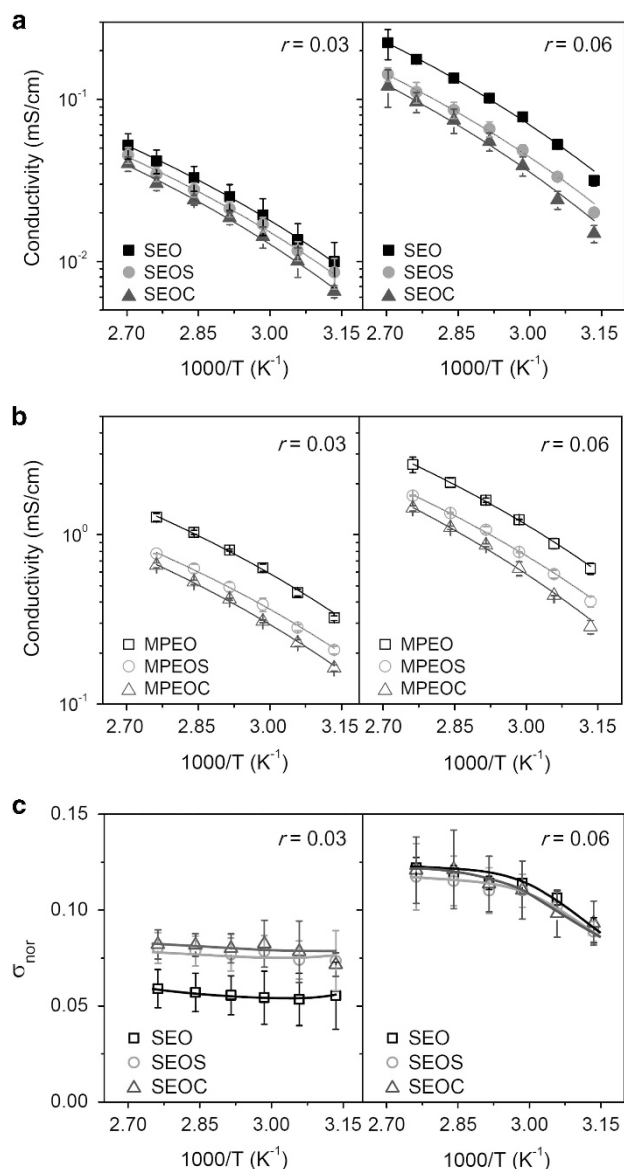 a
r = 0.03
r = 0.06
Conductivity (mS/cm)
10⁻¹
10⁻²
SEO
SEOS
SEOC
SEO
SEOS
SEOC
2.70 2.85 3.00 3.15 2.70 2.85 3.00 3.15
1000/T (K⁻¹)
1000/T (K⁻¹)
b
r = 0.03
r = 0.06
Conductivity (mS/cm)
10⁰
10⁻¹
MPEO
MPEOS
MPEOC
MPEO
MPEOS
MPEOC
2.70 2.85 3.00 3.15 2.70 2.85 3.00 3.15
1000/T (K⁻¹)
1000/T (K⁻¹)
c
r = 0.03
r = 0.06
σnor
0.15
0.10
0.05
0.00
SEO
SEOS
SEOC
SEO
SEOS
SEOC
2.70 2.85 3.00 3.15 2.70 2.85 3.00 3.15
1000/T (K⁻¹)
1000/T (K⁻¹)